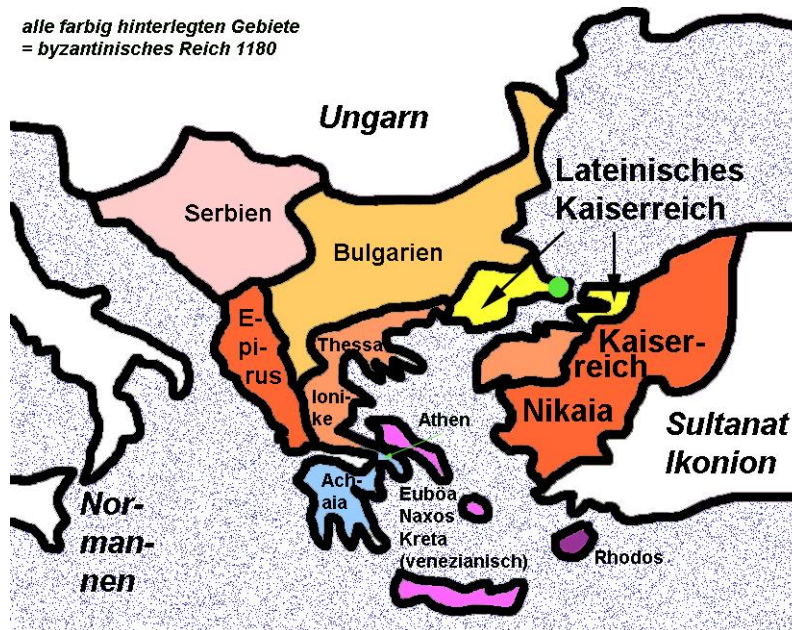 alle farbig hinterlegten Gebiete
= byzantinisches Reich 1180
Ungarn
Lateinisches
Kaiserreich
Serbien
Bulgarien
E-
pi-
rus
Thessa-
Ioni-
ke
Kaiser-
reich
Nikaia
Athen
Sultanat
Ikonion
Ach-
aia
Euböa
Naxos
Kreta
(venezianisch)
Rhodos
Nor-
man-
nen